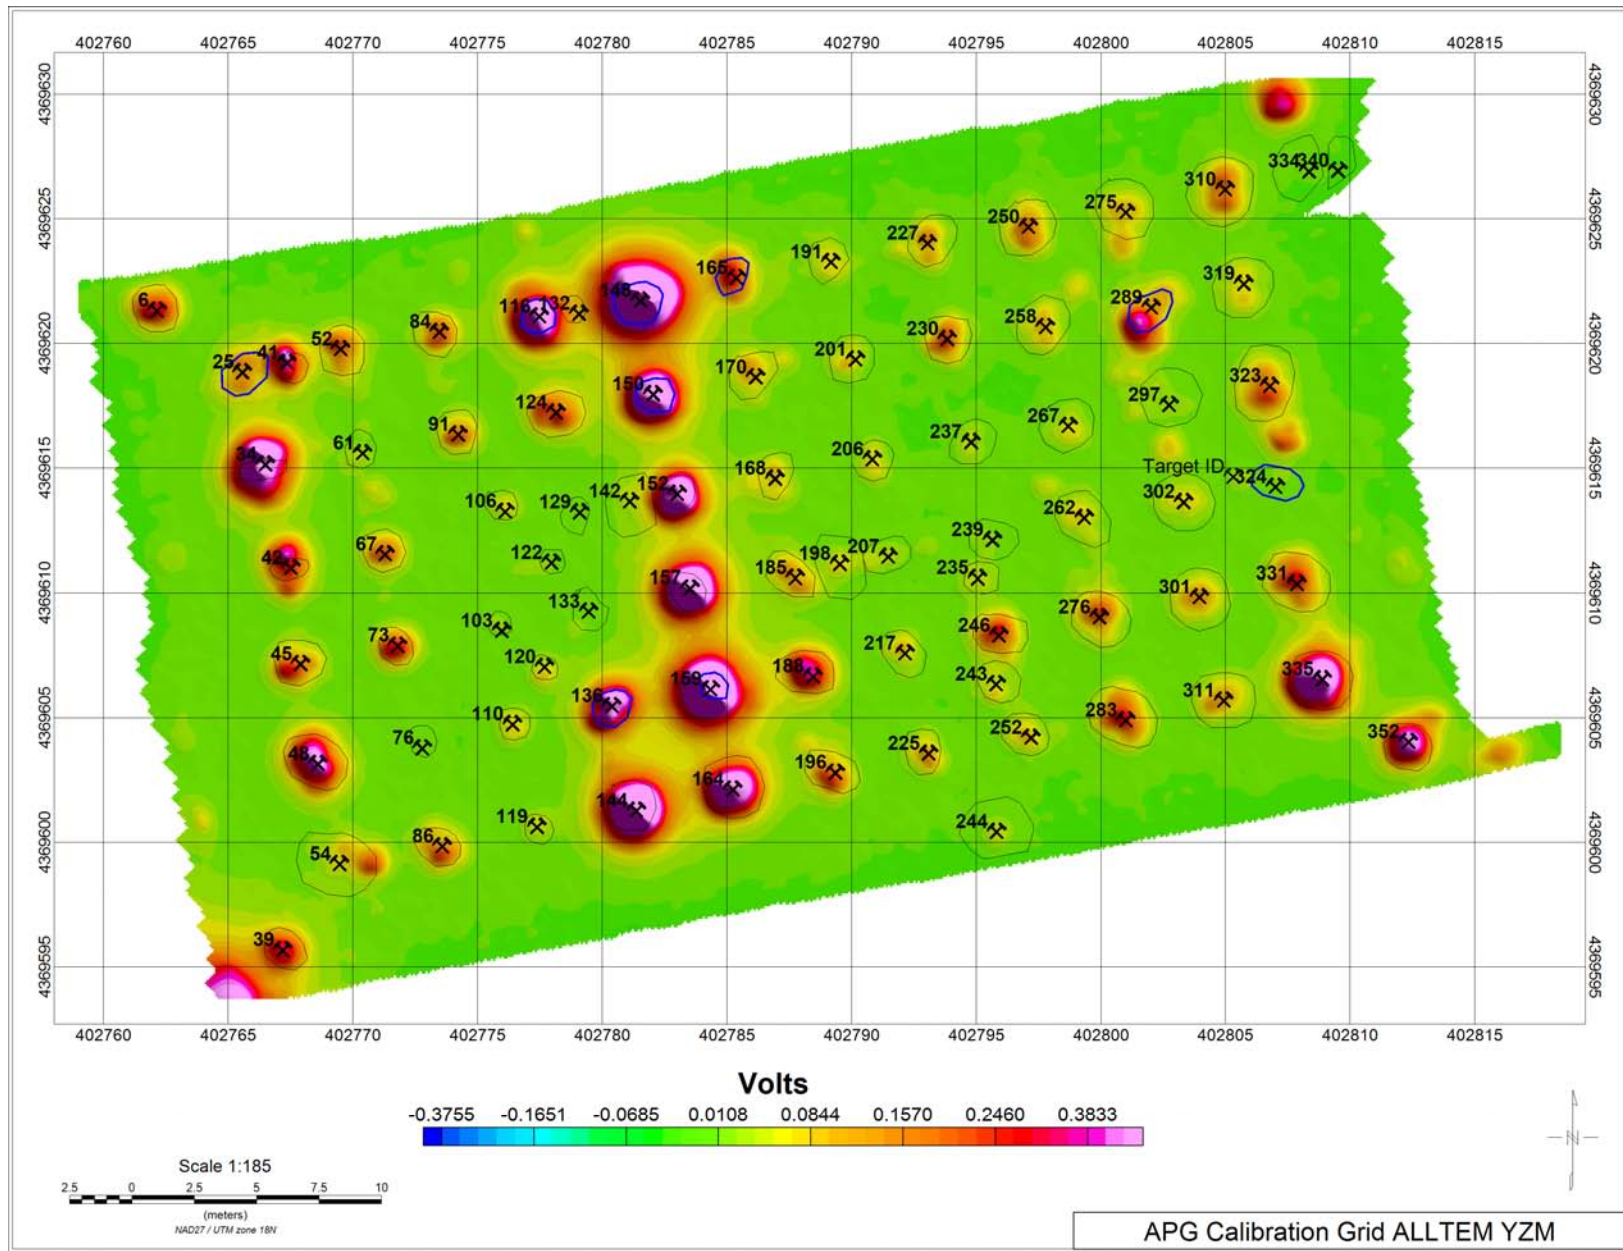 402760 402765 402770 402775 402780 402785 402790 402795 402800 402805 402810 402815
4369630 4369630
334 340
310
275
4369625 250 4369625
227
191
165
148
319
289
6 116 132
84 258
52 230
4369620 41 201 4369620
25 170
323
150
297
124
91 267
237
61
206
34 168 Target ID 324
4369615 152 4369615
142 302
106 129 262
239
207
198
67
42 122 185 235 331
157
4369610 133 301 4369610
276
103 246
73 217
45 120 188
159 243 335
136
311
110 283
4369605 76 252 352 4369605
225
48
196
164
144
119 244
86
4369600 54 4369600
39
4369595 4369595
402760 402765 402770 402775 402780 402785 402790 402795 402800 402805 402810 402815
Volts
-0.3755 -0.1651 -0.0685 0.0108 0.0844 0.1570 0.2460 0.3833
Scale 1:185
2.5 0 2.5 5 7.5 10
(meters)
NAD27 / UTM zone 18N
N
APG Calibration Grid ALLTEM YZM